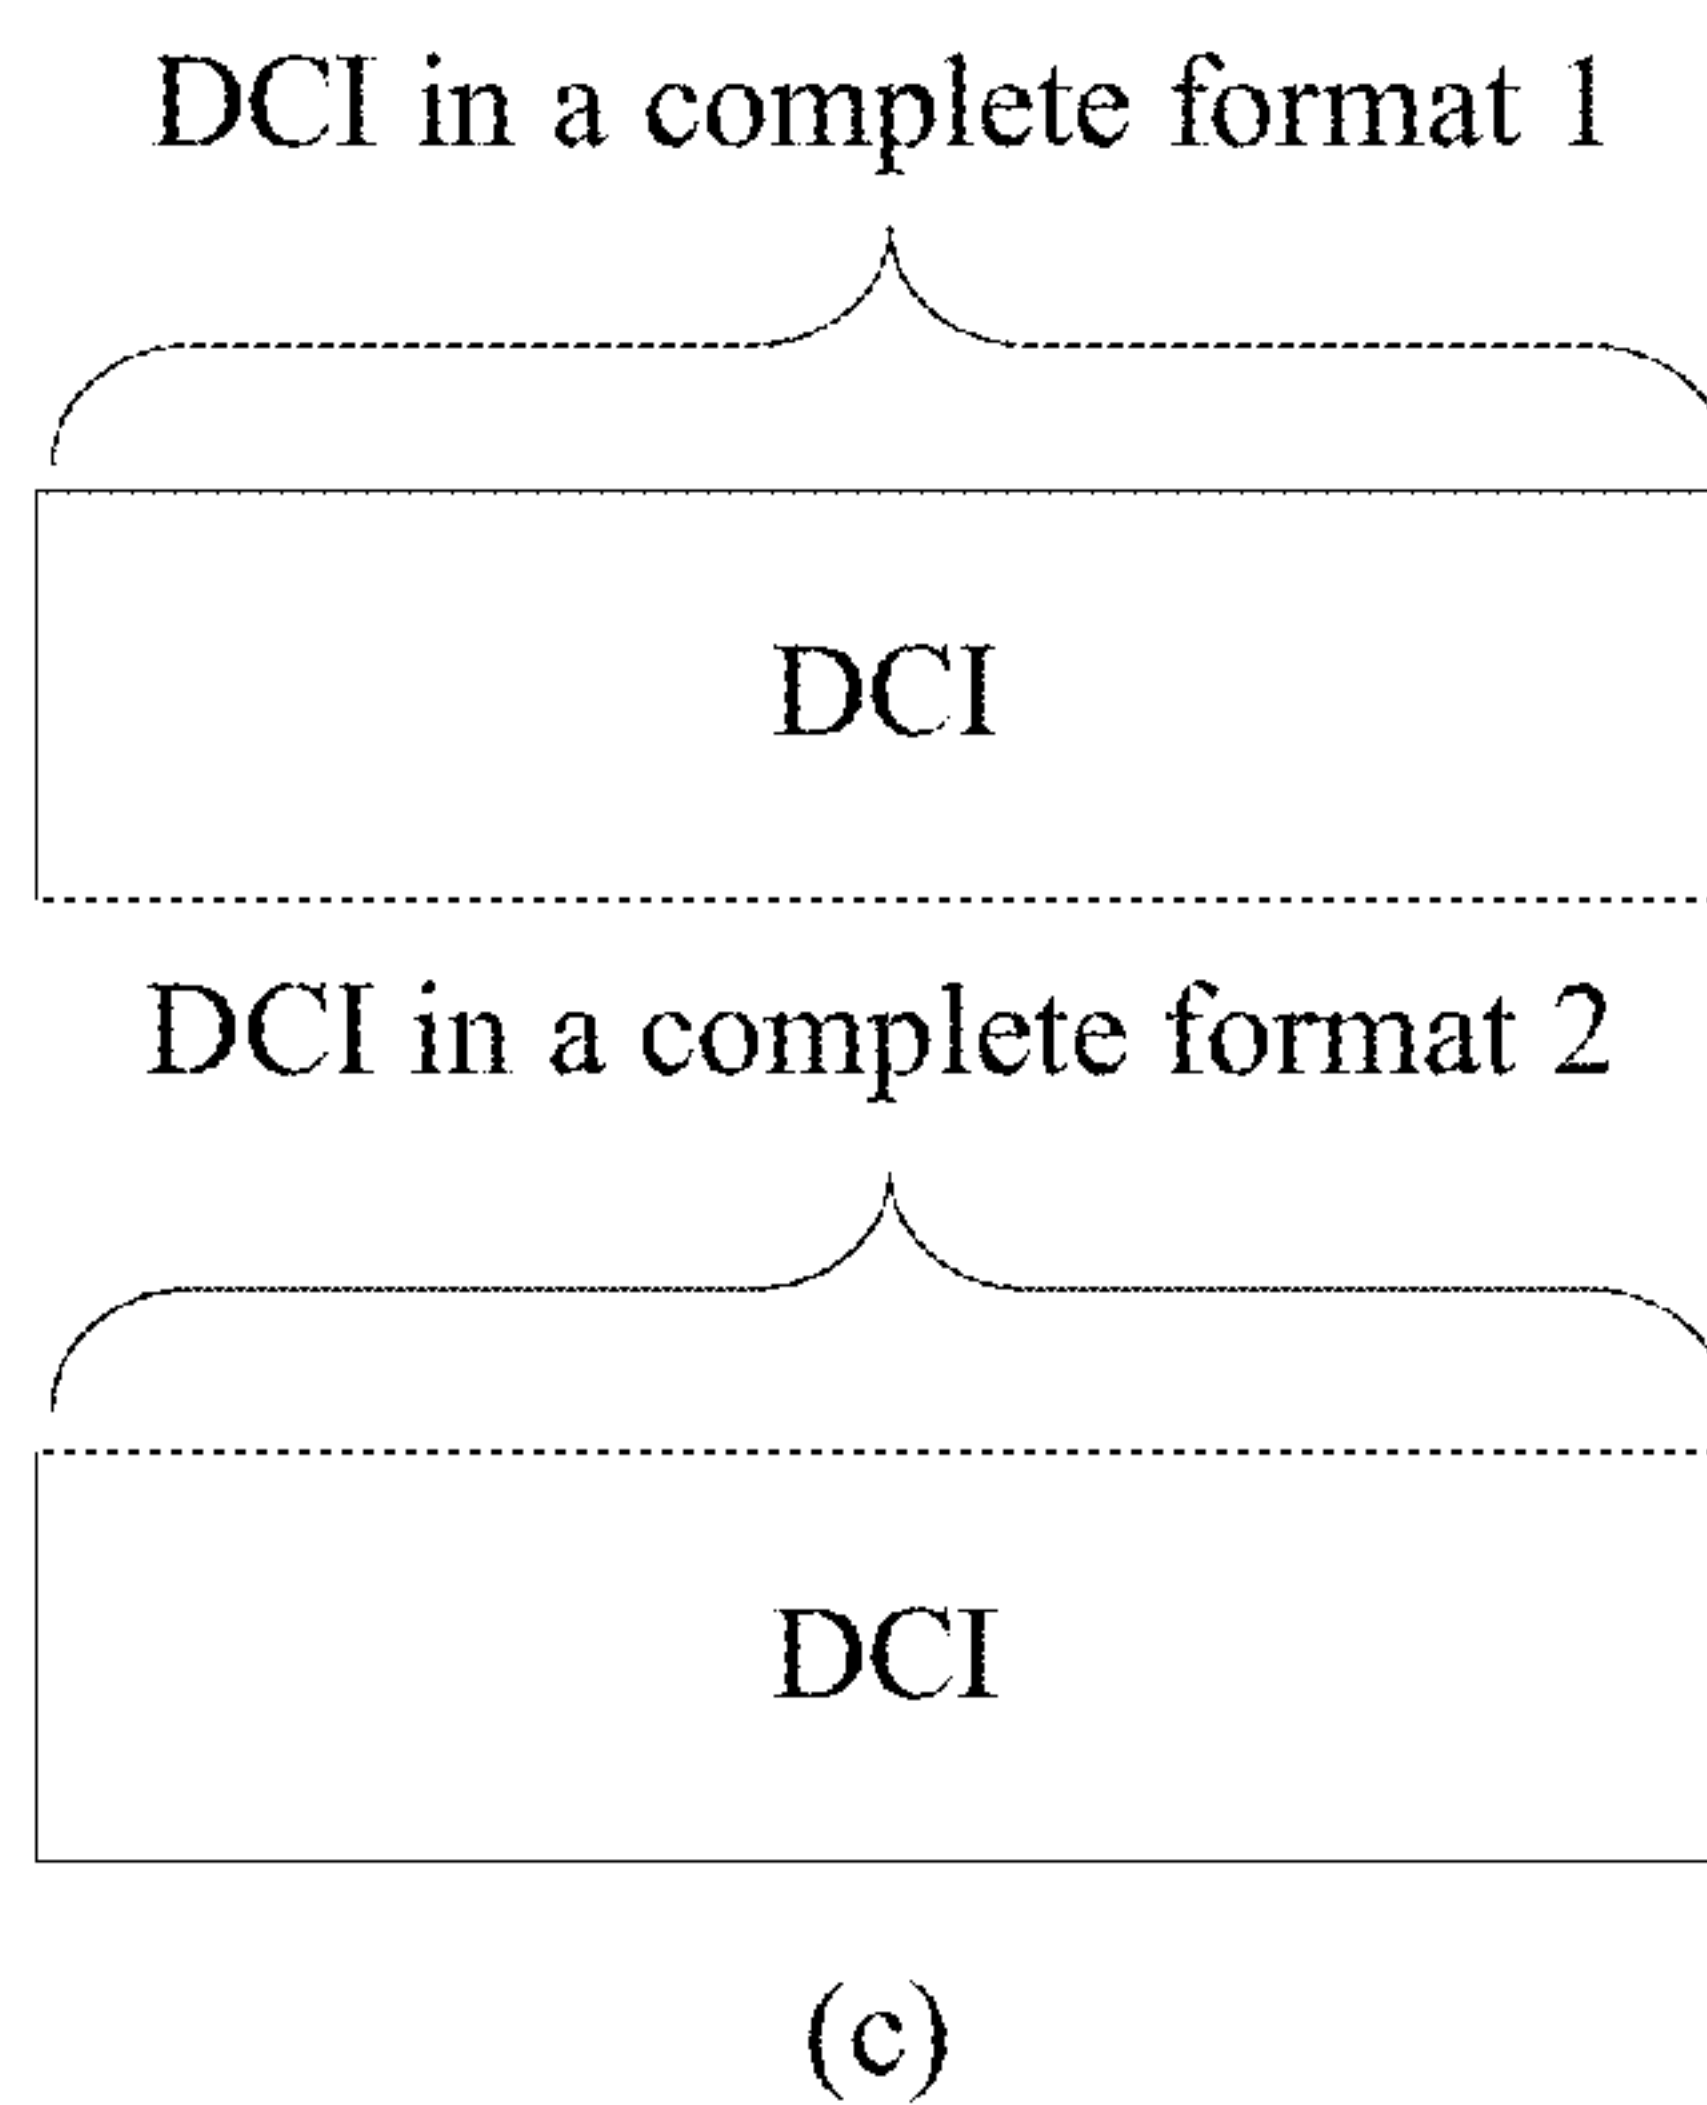 DCI in a complete format 1
DCI
DCI in a complete format 2
DCI
(c)